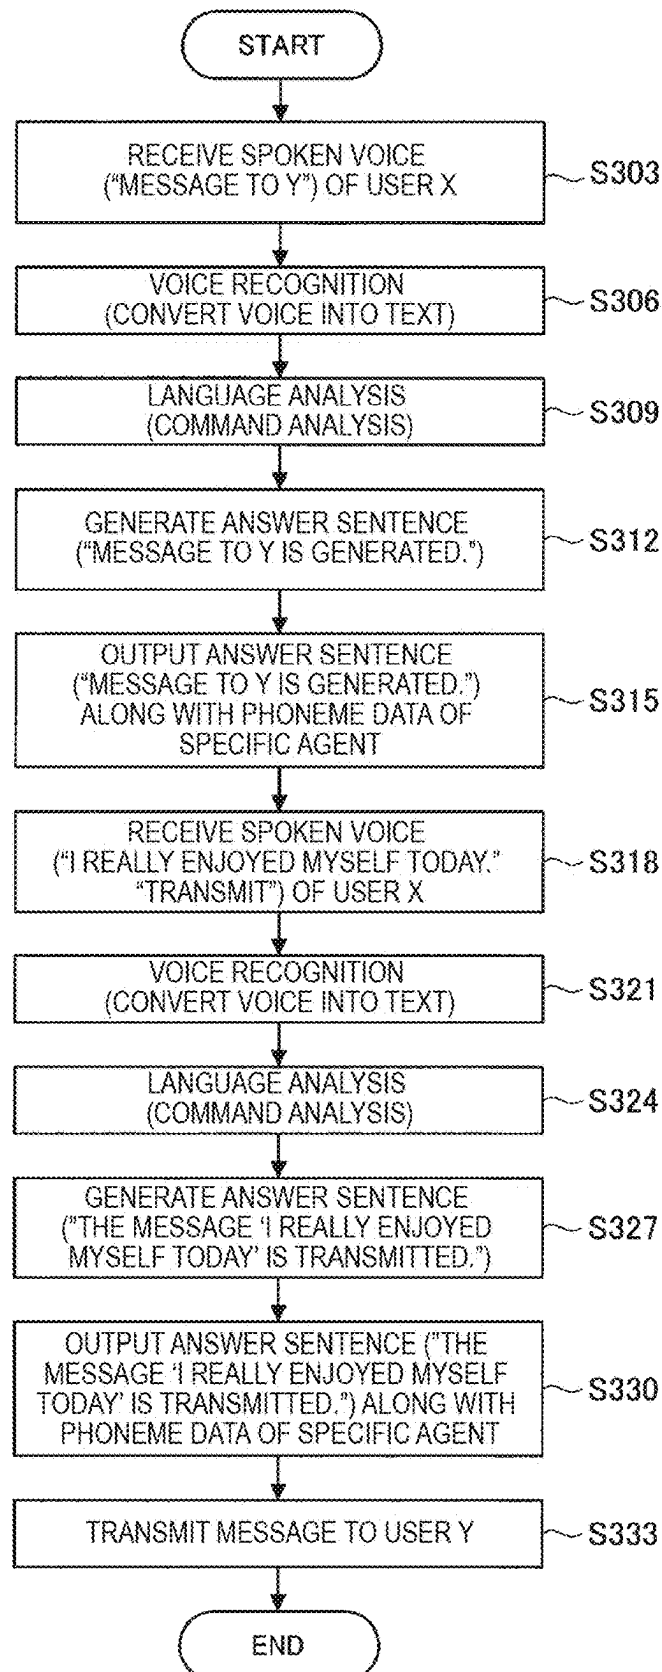 START
RECEIVE SPOKEN VOICE
("MESSAGE TO Y") OF USER X
S303
VOICE RECOGNITION
(CONVERT VOICE INTO TEXT)
S306
LANGUAGE ANALYSIS
(COMMAND ANALYSIS)
S309
GENERATE ANSWER SENTENCE
("MESSAGE TO Y IS GENERATED.")
S312
OUTPUT ANSWER SENTENCE
("MESSAGE TO Y IS GENERATED.")
ALONG WITH PHONEME DATA OF
SPECIFIC AGENT
S315
RECEIVE SPOKEN VOICE
("I REALLY ENJOYED MYSELF TODAY."
"TRANSMIT") OF USER X
S318
VOICE RECOGNITION
(CONVERT VOICE INTO TEXT)
S321
LANGUAGE ANALYSIS
(COMMAND ANALYSIS)
S324
GENERATE ANSWER SENTENCE
("THE MESSAGE 'I REALLY ENJOYED
MYSELF TODAY' IS TRANSMITTED.")
S327
OUTPUT ANSWER SENTENCE ("THE
MESSAGE 'I REALLY ENJOYED MYSELF
TODAY' IS TRANSMITTED.") ALONG WITH
PHONEME DATA OF SPECIFIC AGENT
S330
TRANSMIT MESSAGE TO USER Y
S333
END